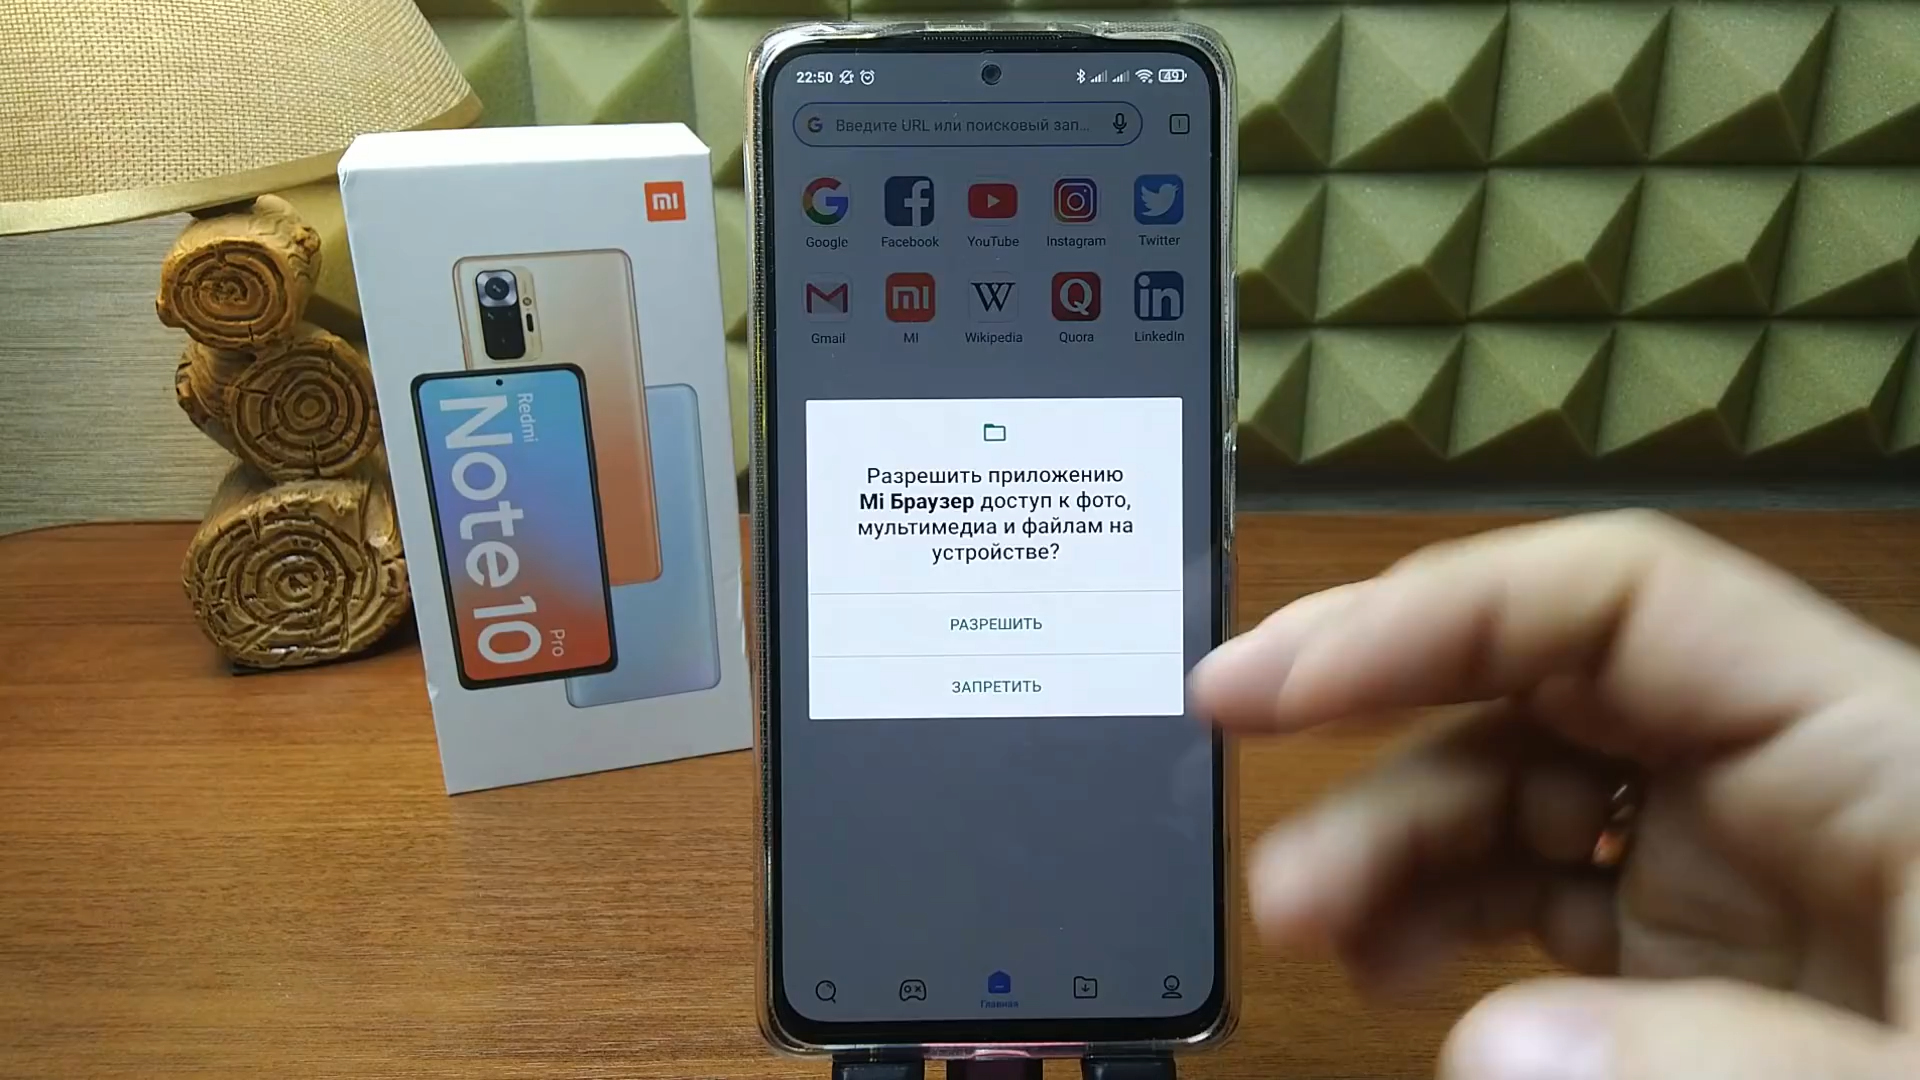 22:50
49
Введите URL или поисковый зап...
Google
Facebook
YouTube
Instagram
Twitter
Gmail
MI
Wikipedia
Quora
LinkedIn
Разрешить приложению
Mi Браузер доступ к фото,
мультимедиа и файлам на
устройстве?
РАЗРЕШИТЬ
ЗАПРЕТИТЬ
Главная
Redmi
Note 10
Pro